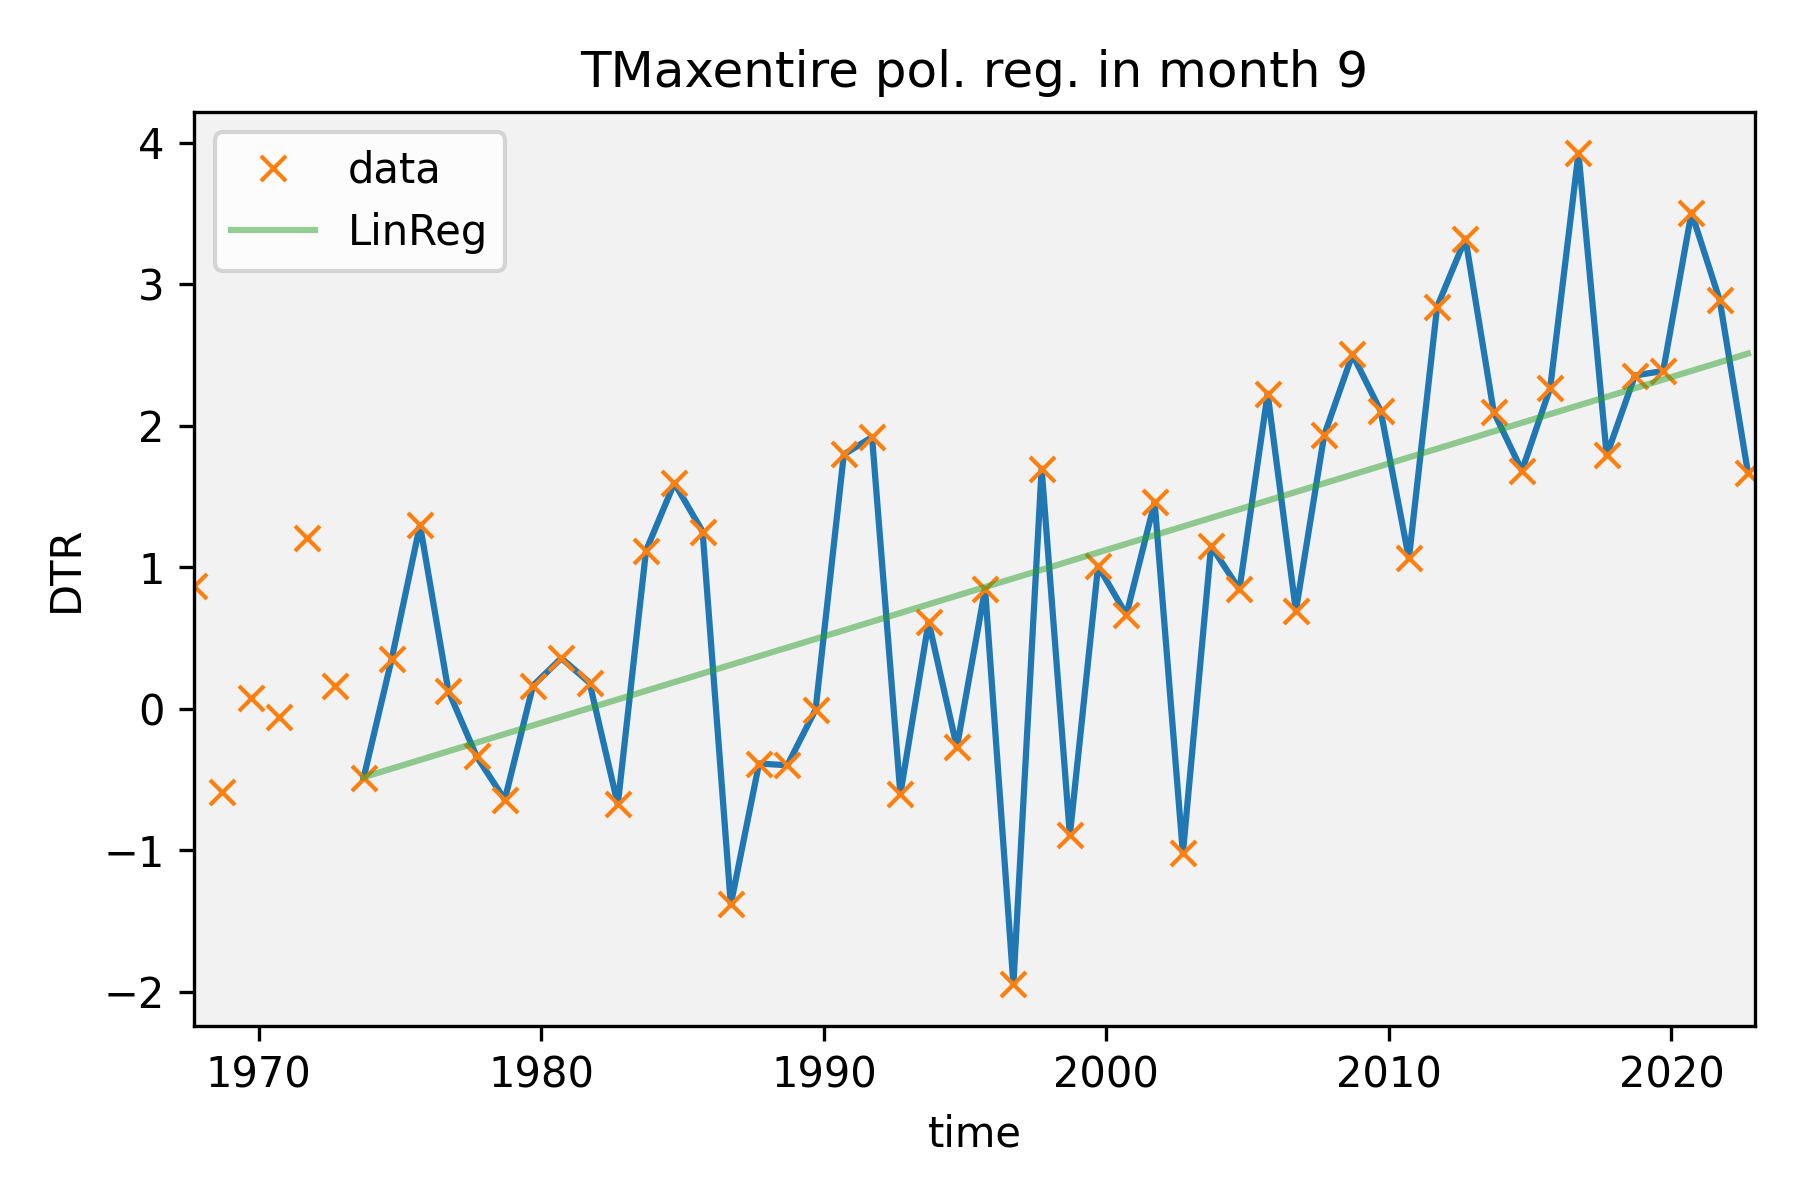 TMaxentire pol. reg. in month 9
data
LinReg
4
3
2
1
0
−1
−2
DTR
1970 1980 1990 2000 2010 2020
time